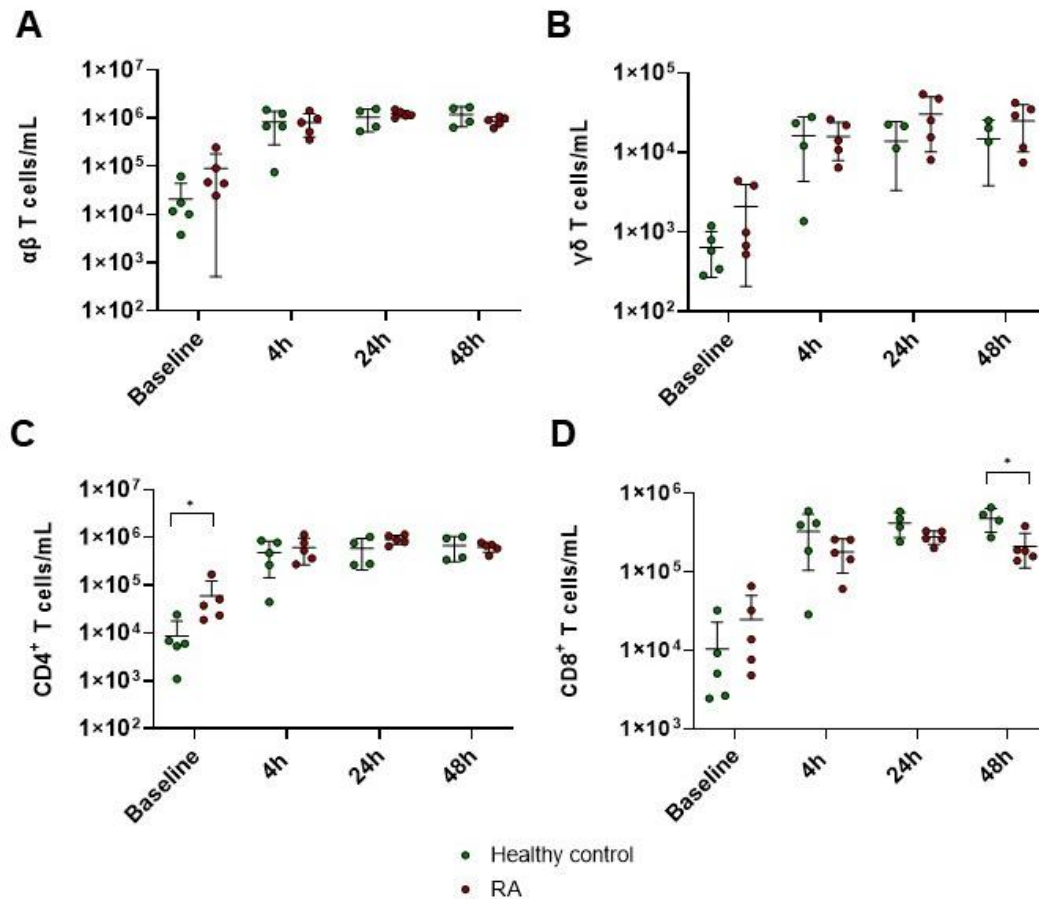 A
B
1×10⁷
1×10⁶
1×10⁵
1×10⁴
1×10³
1×10²
αβ T cells/mL
Baseline
4h
24h
48h
1×10⁵
1×10⁴
1×10³
1×10²
γδ T cells/mL
Baseline
4h
24h
48h
C
D
1×10⁷
1×10⁶
1×10⁵
1×10⁴
1×10³
1×10²
CD4⁺ T cells/mL
*
Baseline
4h
24h
48h
1×10⁶
1×10⁵
1×10⁴
1×10³
CD8⁺ T cells/mL
*
Baseline
4h
24h
48h
Healthy control
RA